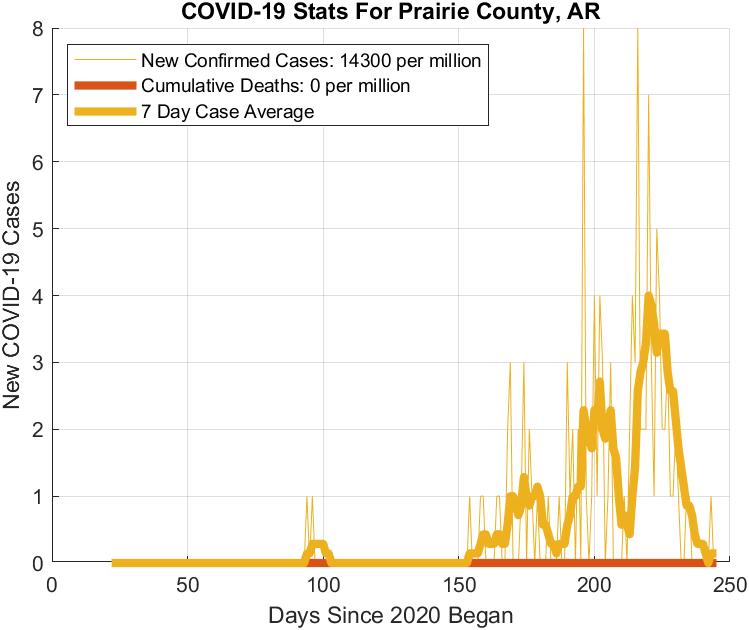 COVID-19 Stats For Prairie County, AR
New Confirmed Cases: 14300 per million
Cumulative Deaths: 0 per million
7 Day Case Average
New COVID-19 Cases
8
7
6
5
4
3
2
1
0
0 50 100 150 200 250
Days Since 2020 Began